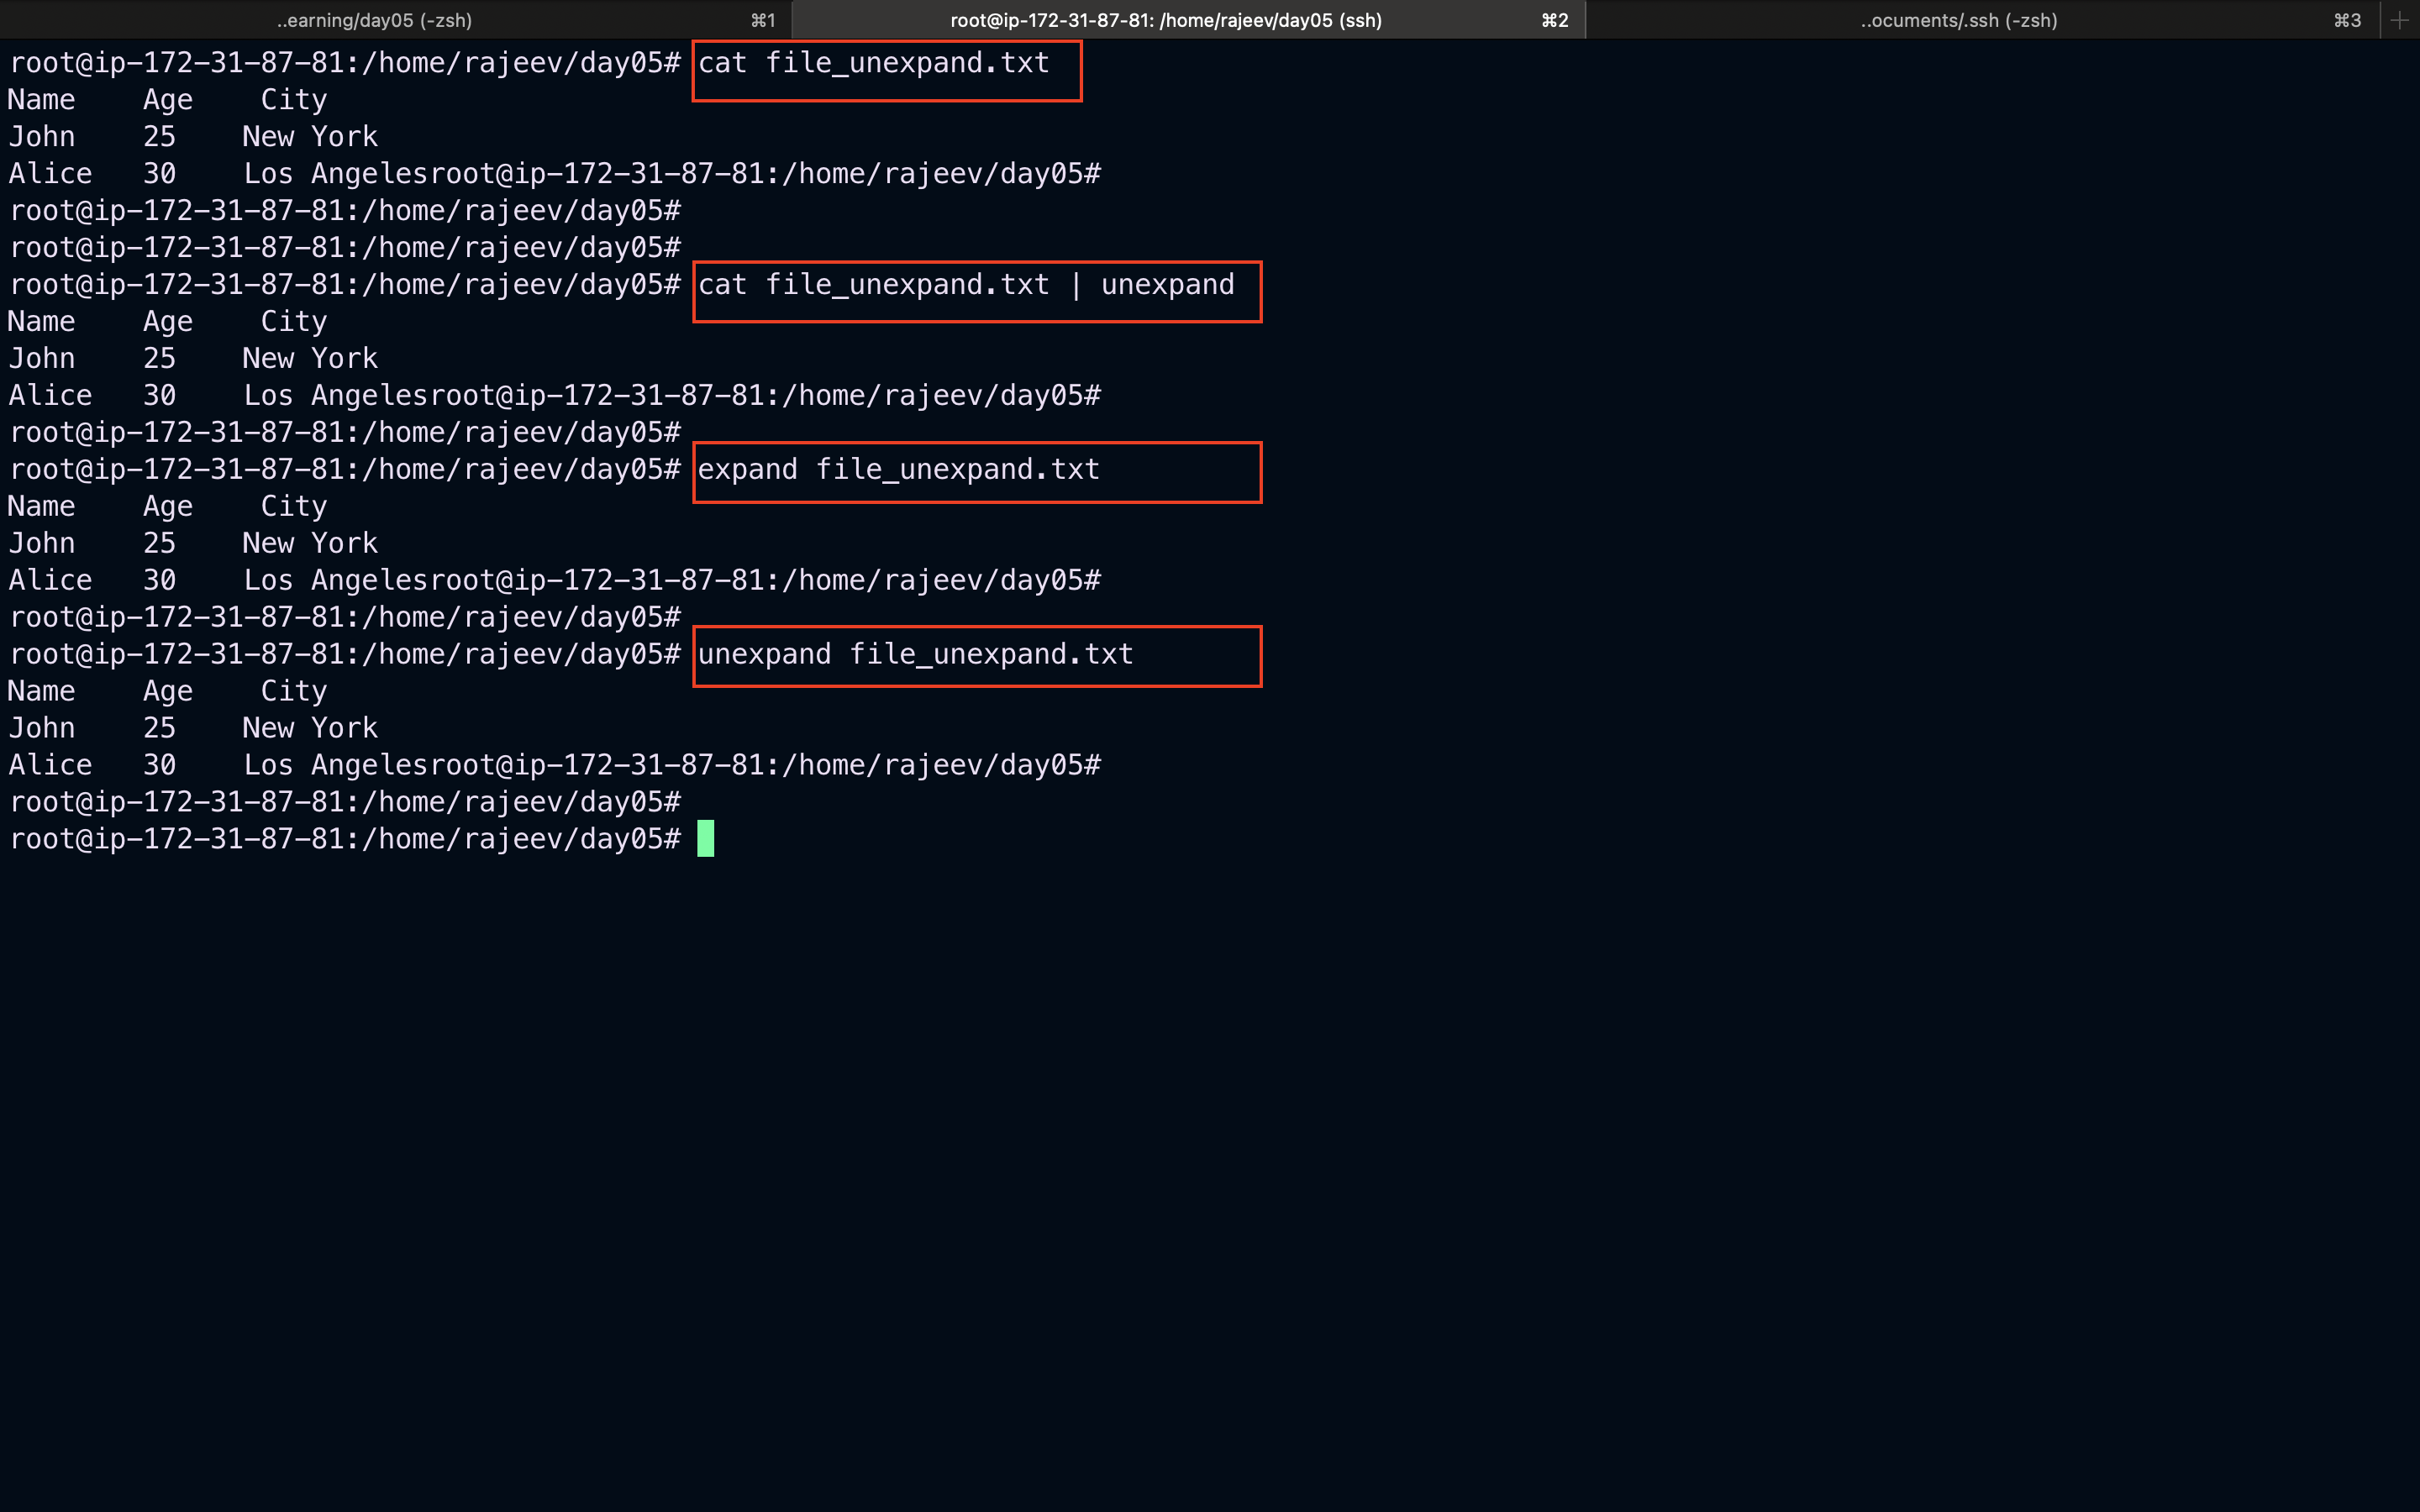 ..earning/day05 (-zsh) ⌘1 root@ip-172-31-87-81: /home/rajeev/day05 (ssh) ⌘2 ..ocuments/.ssh (-zsh) ⌘3 +
root@ip-172-31-87-81:/home/rajeev/day05# cat file_unexpand.txt
Name    Age    City
John    25    New York
Alice   30    Los Angelesroot@ip-172-31-87-81:/home/rajeev/day05#
root@ip-172-31-87-81:/home/rajeev/day05#
root@ip-172-31-87-81:/home/rajeev/day05#
root@ip-172-31-87-81:/home/rajeev/day05# cat file_unexpand.txt | unexpand
Name    Age    City
John    25    New York
Alice   30    Los Angelesroot@ip-172-31-87-81:/home/rajeev/day05#
root@ip-172-31-87-81:/home/rajeev/day05#
root@ip-172-31-87-81:/home/rajeev/day05# expand file_unexpand.txt
Name    Age    City
John    25    New York
Alice   30    Los Angelesroot@ip-172-31-87-81:/home/rajeev/day05#
root@ip-172-31-87-81:/home/rajeev/day05#
root@ip-172-31-87-81:/home/rajeev/day05# unexpand file_unexpand.txt
Name    Age    City
John    25    New York
Alice   30    Los Angelesroot@ip-172-31-87-81:/home/rajeev/day05#
root@ip-172-31-87-81:/home/rajeev/day05#
root@ip-172-31-87-81:/home/rajeev/day05#